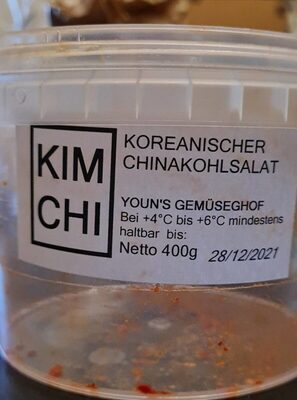 KIM
CHI
KOREANISCHER
CHINAKOHLSALAT
YOUN'S GEMÜSEGHOF
Bei +4°C bis +6°C mindestens
haltbar bis:
Netto 400g 28/12/2021